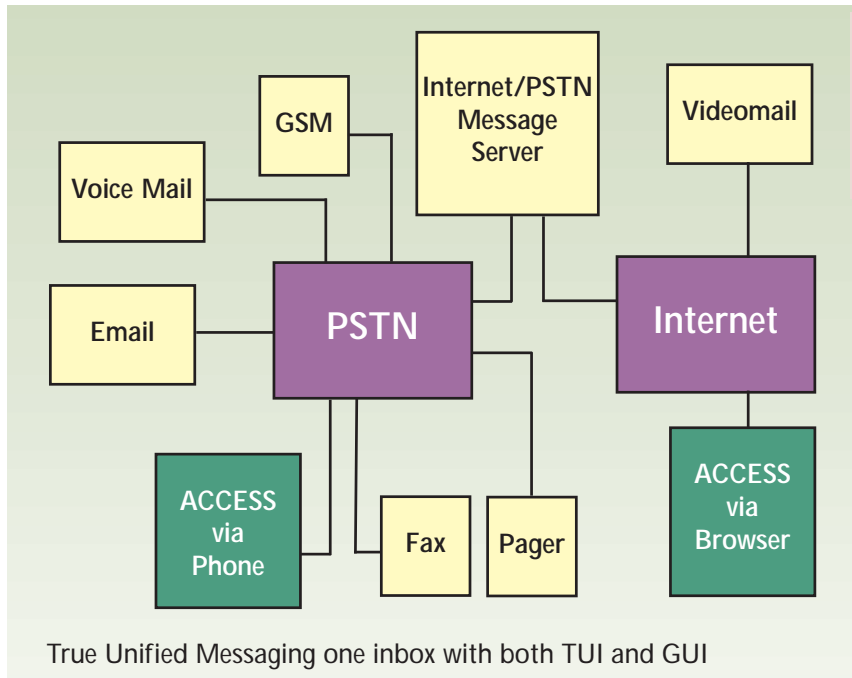 GSM
Internet/PSTN
Message
Server
Videomail
Voice Mail
Email
PSTN
Internet
ACCESS
via
Phone
Fax
Pager
ACCESS
via
Browser
True Unified Messaging one inbox with both TUI and GUI